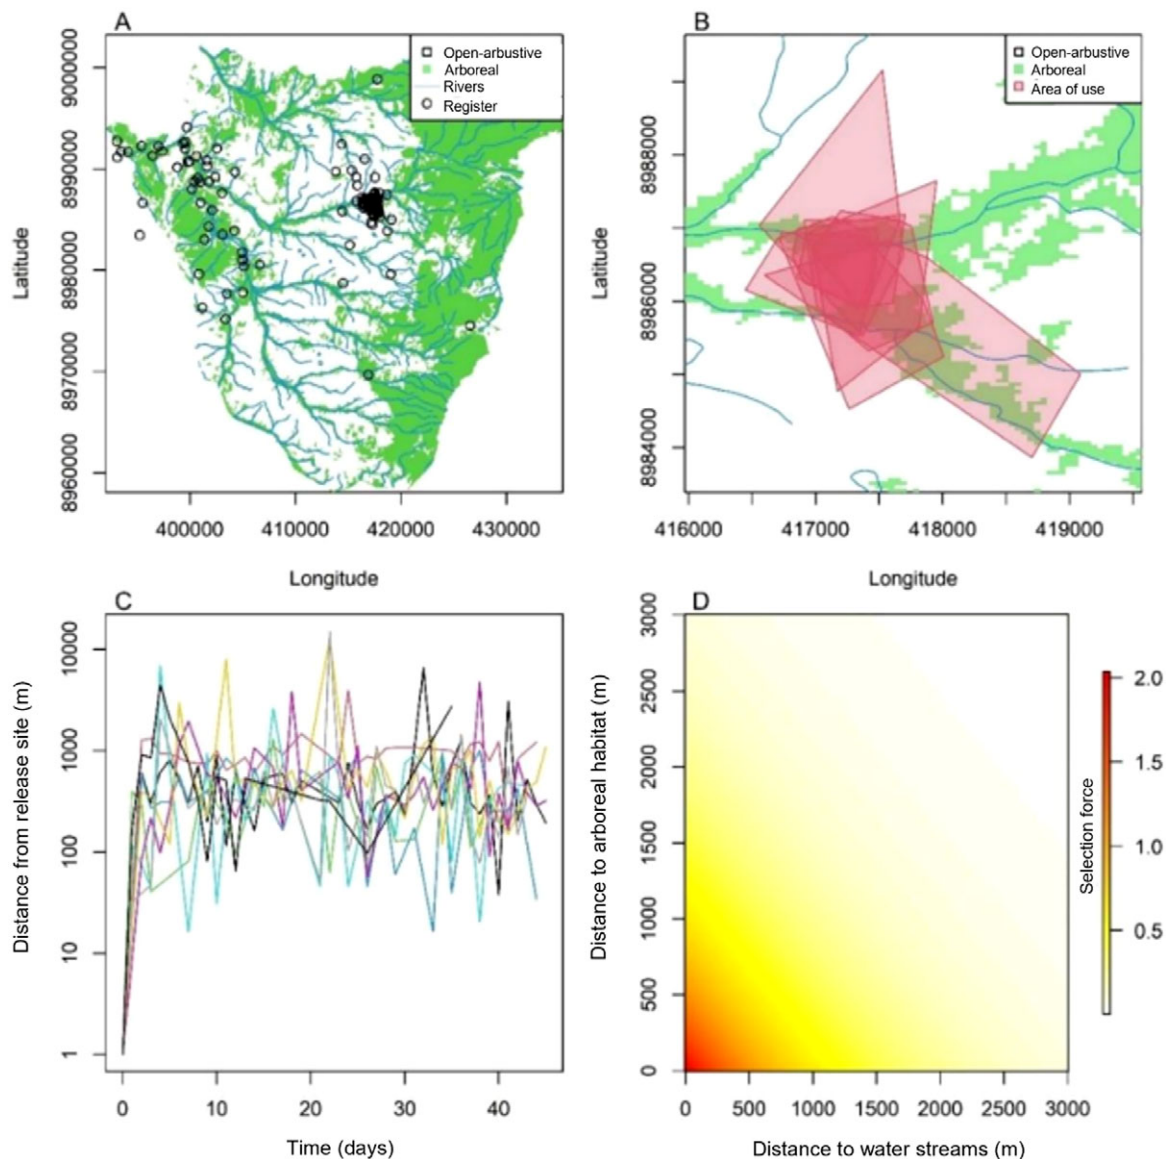 A
Open-arbustive
Arboreal
Rivers
Register
Latitude
9000000
8990000
8980000
8970000
8960000
400000 410000 420000 430000
Longitude
B
Open-arbustive
Arboreal
Area of use
Latitude
8988000
8986000
8984000
416000 417000 418000 419000
Longitude
C
Distance from release site (m)
10000
1000
100
10
1
0 10 20 30 40
Time (days)
D
Distance to arboreal habitat (m)
3000
2500
2000
1500
1000
500
0
0 500 1000 1500 2000 2500 3000
Distance to water streams (m)
Selection force
2.0
1.5
1.0
0.5